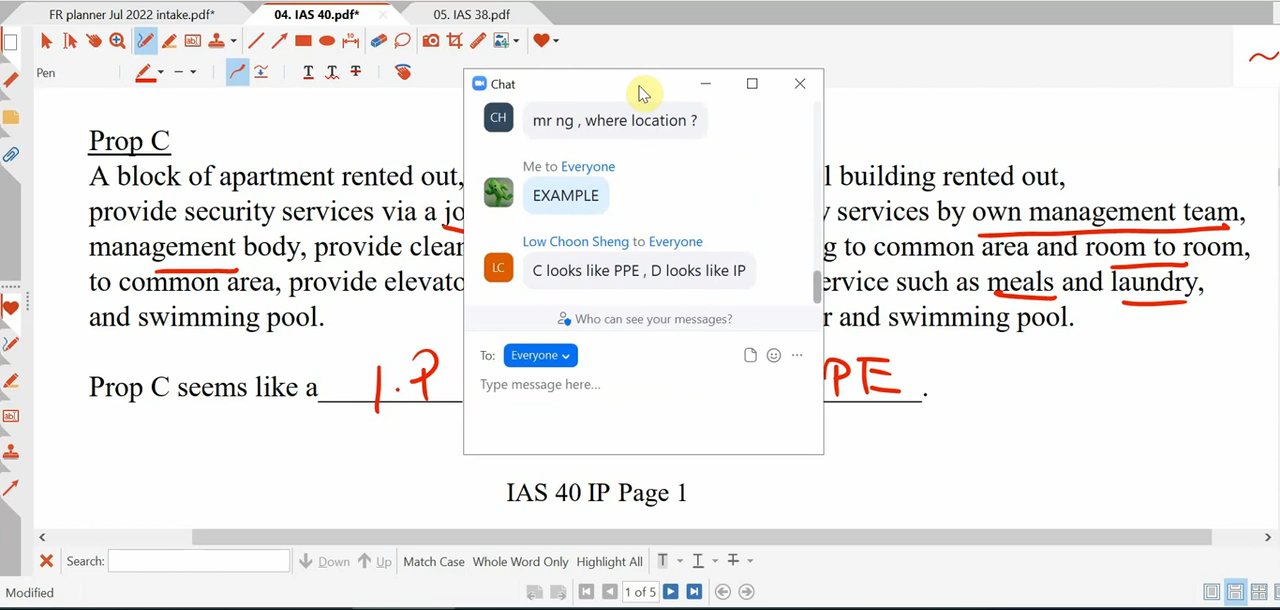 FR planner Jul 2022 intake.pdf*
04. IAS 40.pdf*
05. IAS 38.pdf
Pen
Chat
CH
mr ng , where location ?
Me to Everyone
EXAMPLE
Low Choon Sheng to Everyone
LC
C looks like PPE , D looks like IP
Who can see your messages?
To: Everyone
Type message here...
Prop C
A block of apartment rented out,
provide security services via a jo
management body, provide clea
to common area, provide elevato
and swimming pool.
l building rented out,
y services by own management team,
g to common area and room to room,
ervice such as meals and laundry,
r and swimming pool.
Prop C seems like a I.P
PE .
IAS 40 IP Page 1
Search: Down Up Match Case Whole Word Only Highlight All
Modified
1 of 5